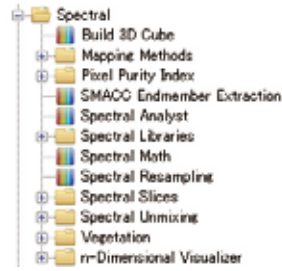 Spectral
Build 3D Cube
Mapping Methods
Pixel Purity Index
SMACC Endmember Extraction
Spectral Analyst
Spectral Libraries
Spectral Math
Spectral Resampling
Spectral Slices
Spectral Unmixing
Vegetation
n-Dimensional Visualizer